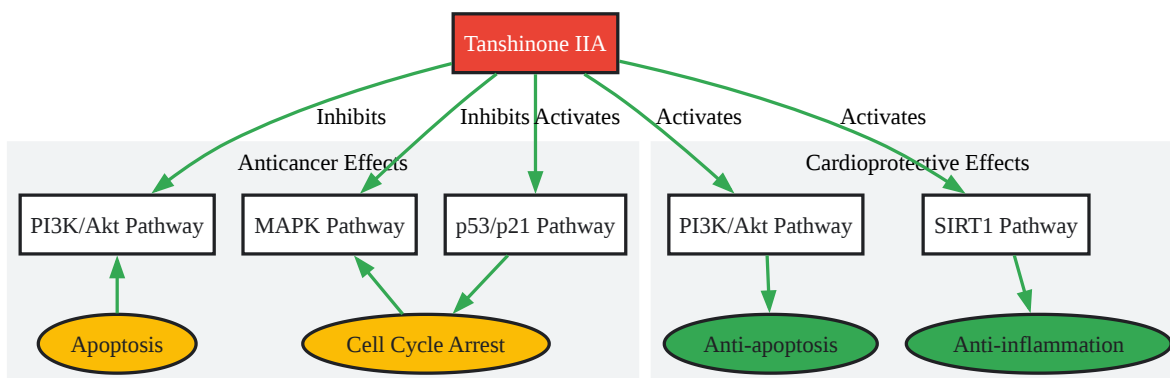 Tanshinone IIA
Inhibits
Inhibits
Activates
Activates
Activates
Anticancer Effects
Cardioprotective Effects
PI3K/Akt Pathway
MAPK Pathway
p53/p21 Pathway
PI3K/Akt Pathway
SIRT1 Pathway
Apoptosis
Cell Cycle Arrest
Anti-apoptosis
Anti-inflammation